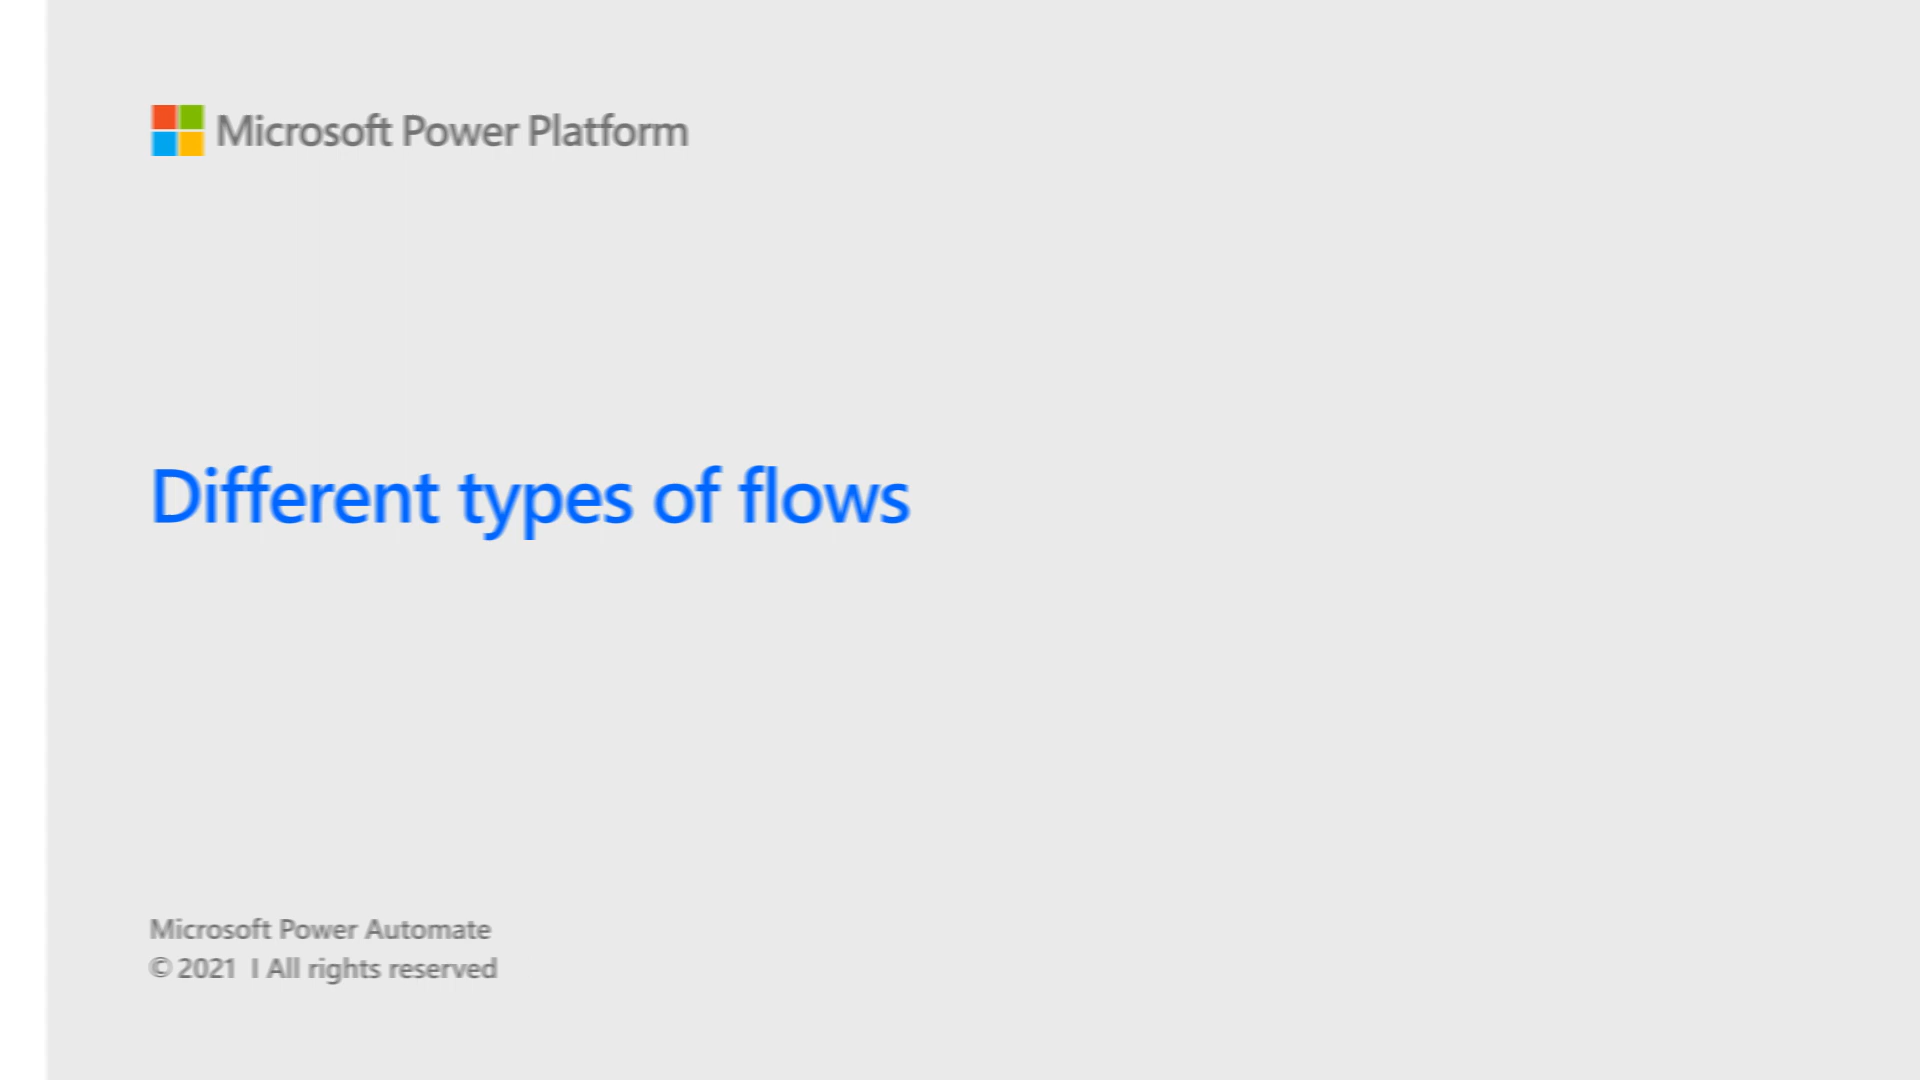 Microsoft Power Platform
Different types of flows
Microsoft Power Automate
© 2021 I All rights reserved